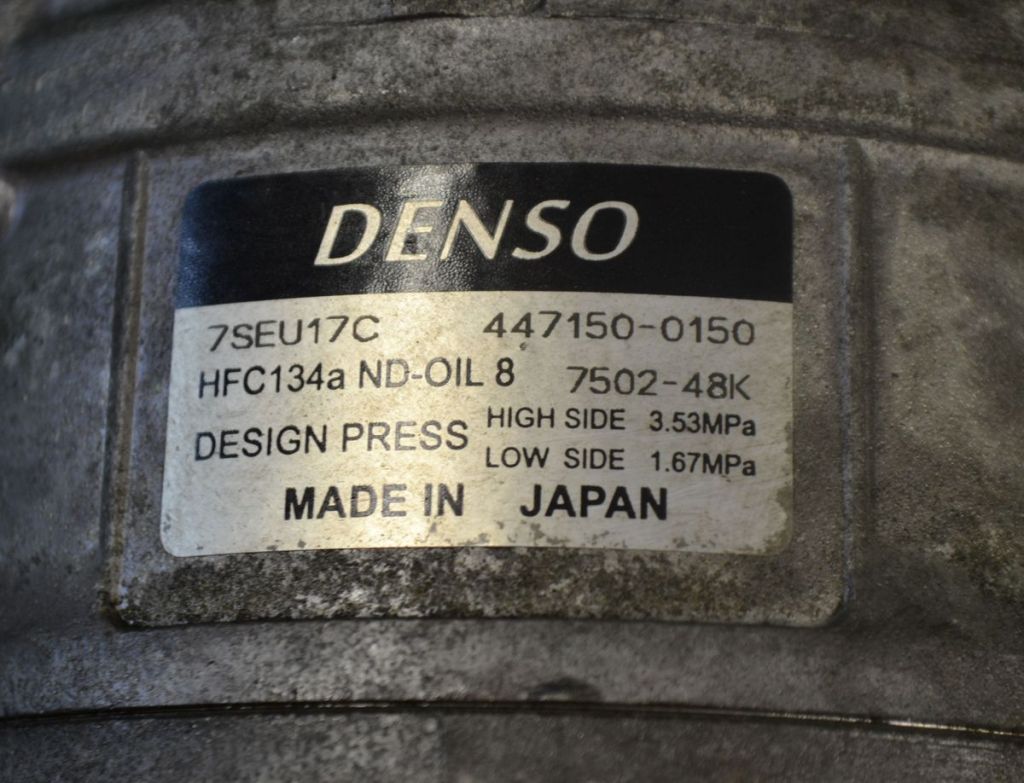 DENSO
7SEU17C 447150-0150
HFC134a ND-OIL 8 7502-48K
DESIGN PRESS HIGH SIDE 3.53MPa
LOW SIDE 1.67MPa
MADE IN JAPAN